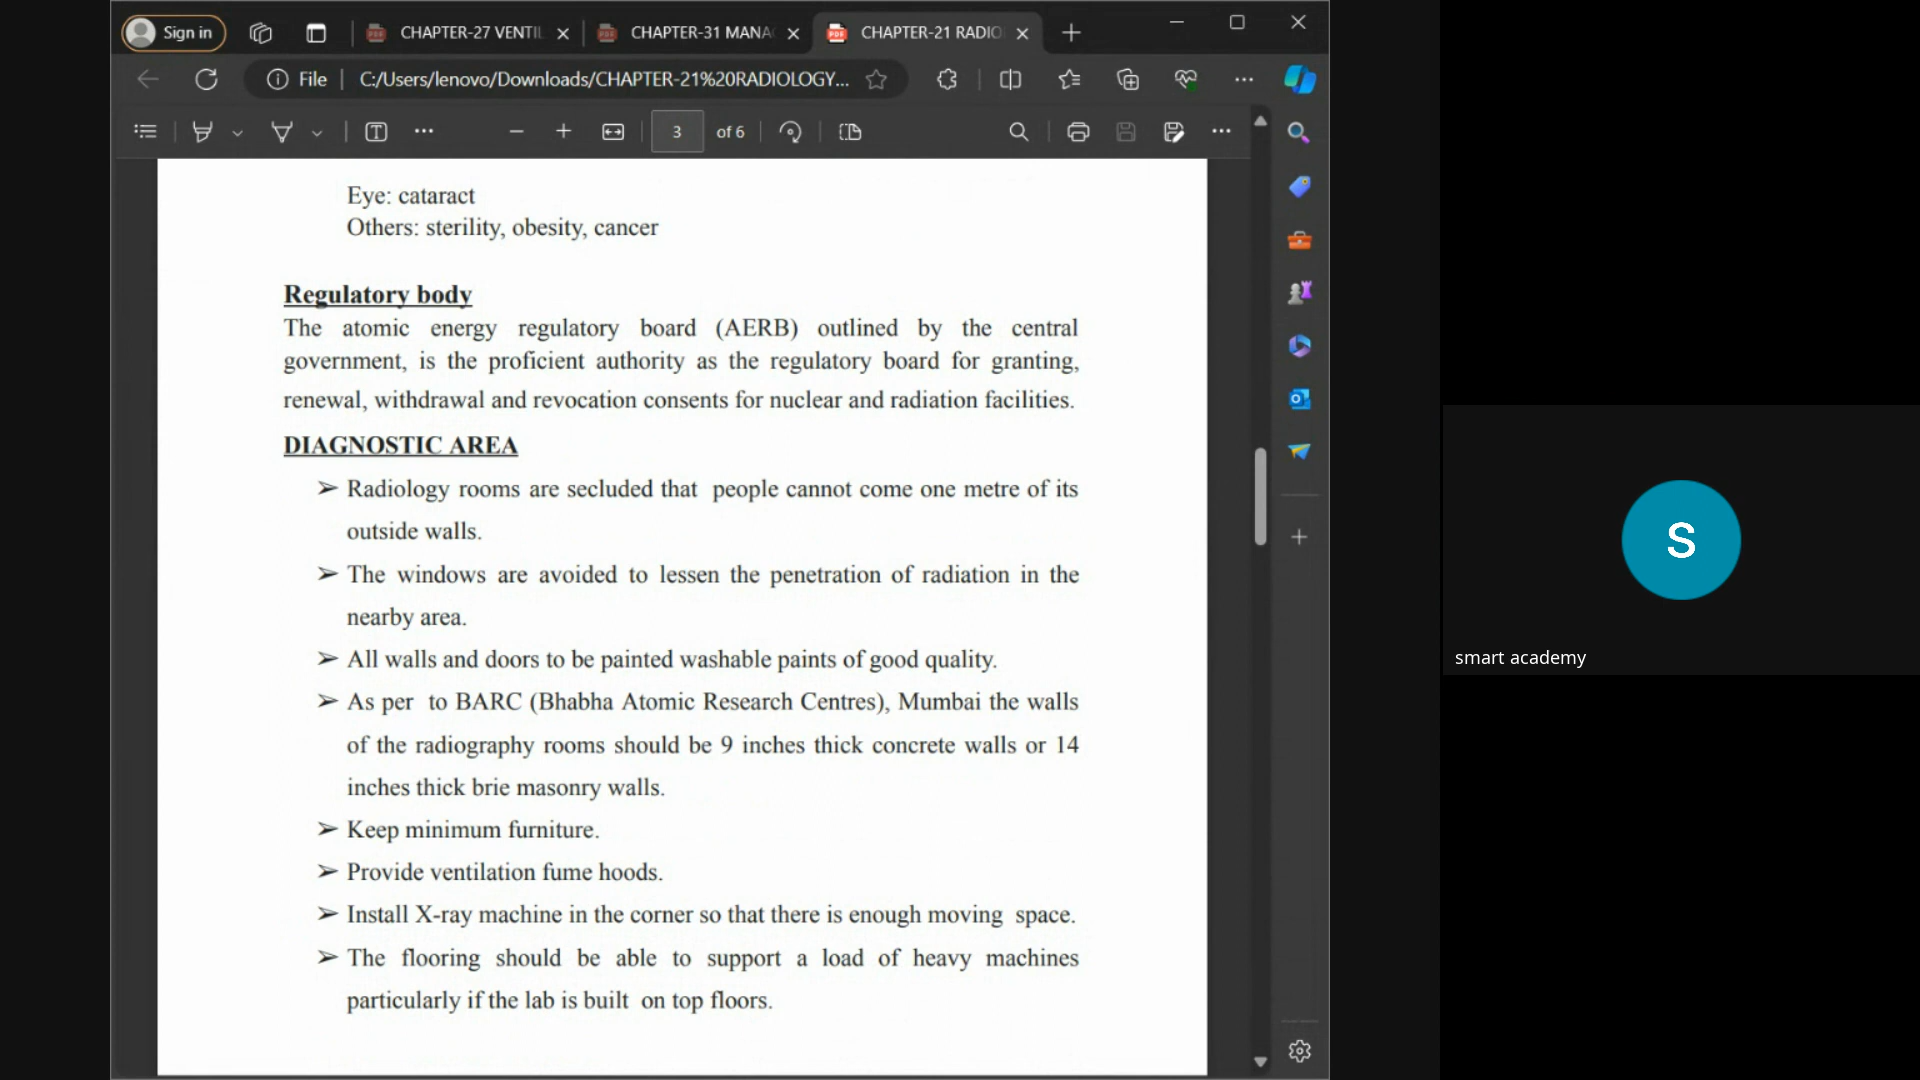 Sign in
CHAPTER-27 VENTIL
CHAPTER-31 MANA
CHAPTER-21 RADIO
File
C:/Users/lenovo/Downloads/CHAPTER-21%20RADIOLOGY...
3 of 6
Eye: cataract
Others: sterility, obesity, cancer
Regulatory body
The atomic energy regulatory board (AERB) outlined by the central
government, is the proficient authority as the regulatory board for granting,
renewal, withdrawal and revocation consents for nuclear and radiation facilities.
DIAGNOSTIC AREA
➢ Radiology rooms are secluded that people cannot come one metre of its
outside walls.
➢ The windows are avoided to lessen the penetration of radiation in the
nearby area.
➢ All walls and doors to be painted washable paints of good quality.
➢ As per to BARC (Bhabha Atomic Research Centres), Mumbai the walls
of the radiography rooms should be 9 inches thick concrete walls or 14
inches thick brie masonry walls.
➢ Keep minimum furniture.
➢ Provide ventilation fume hoods.
➢ Install X-ray machine in the corner so that there is enough moving space.
➢ The flooring should be able to support a load of heavy machines
particularly if the lab is built on top floors.
S
smart academy